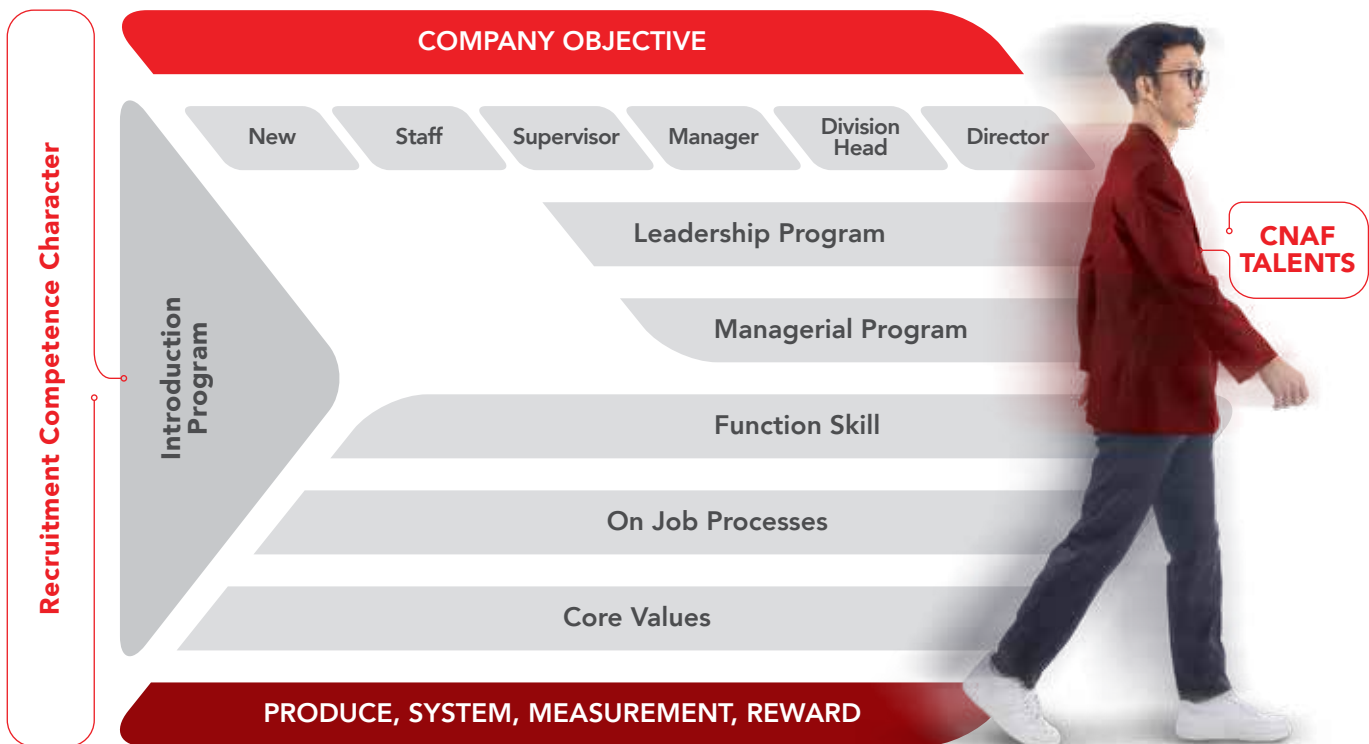 COMPANY OBJECTIVE
Recruitment Competence Character
New
Staff
Supervisor
Manager
Division
Head
Director
Leadership Program
CNAF
TALENTS
Managerial Program
Introduction
Program
Function Skill
On Job Processes
Core Values
PRODUCE, SYSTEM, MEASUREMENT, REWARD